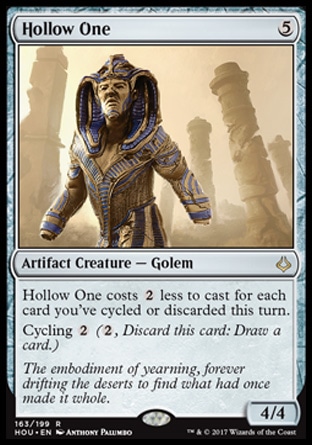 Hollow One 5
Artifact Creature — Golem
Hollow One costs 2 less to cast for each
card you've cycled or discarded this turn.
Cycling 2 (2, Discard this card: Draw a
card.)
The embodiment of yearning, forever
drifting the deserts to find what had once
made it whole.
4/4
163/199 R
HOU • EN Anthony Palumbo ™ & © 2017 Wizards of the Coast